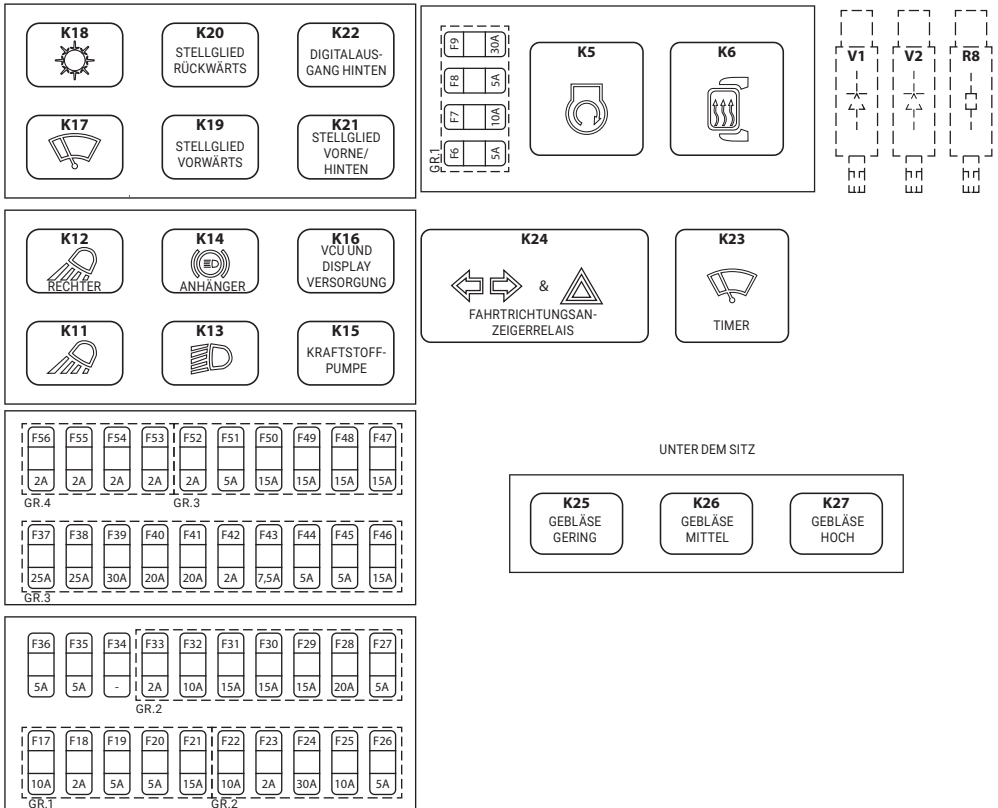 K18
K20
STELLGLIED
RÜCKWÄRTS
K22
DIGITALAUS-
GANG HINTEN
K17
K19
STELLGLIED
VORWÄRTS
K21
STELLGLIED
VORNE/
HINTEN
F9 30A
F8 5A
F7 10A
F6 5A
GR.1
K5
K6
V1 V2 R8
K12
RECHTER
K14
ANHÄNGER
K16
VCU UND
DISPLAY
VERSORGUNG
K11
K13
K15
KRAFTSTOFF-
PUMPE
K24
&
FAHRTRICHTUNGSAN-
ZEIGERRELAIS
K23
TIMER
F56 F55 F54 F53 F52 F51 F50 F49 F48 F47
2A 2A 2A 2A 2A 5A 15A 15A 15A 15A
GR.4 GR.3
F37 F38 F39 F40 F41 F42 F43 F44 F45 F46
25A 25A 30A 20A 20A 2A 7,5A 5A 5A 15A
GR.3
UNTER DEM SITZ
K25
GEBLÄSE
GERING
K26
GEBLÄSE
MITTEL
K27
GEBLÄSE
HOCH
F36 F35 F34 F33 F32 F31 F30 F29 F28 F27
5A 5A - 2A 10A 15A 15A 15A 20A 5A
GR.2
F17 F18 F19 F20 F21 F22 F23 F24 F25 F26
10A 2A 5A 5A 15A 10A 2A 30A 10A 5A
GR.1 GR.2